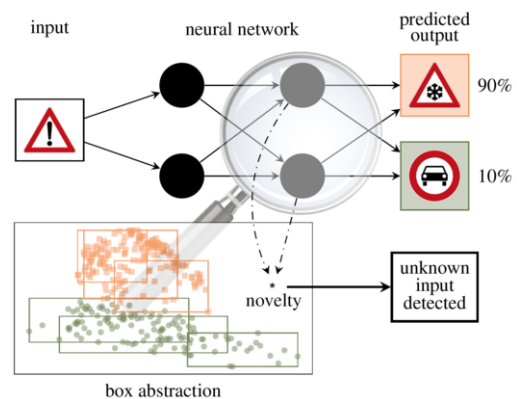 input
neural network
predicted
output
!
90%
10%
*
novelty
unknown
input
detected
box abstraction